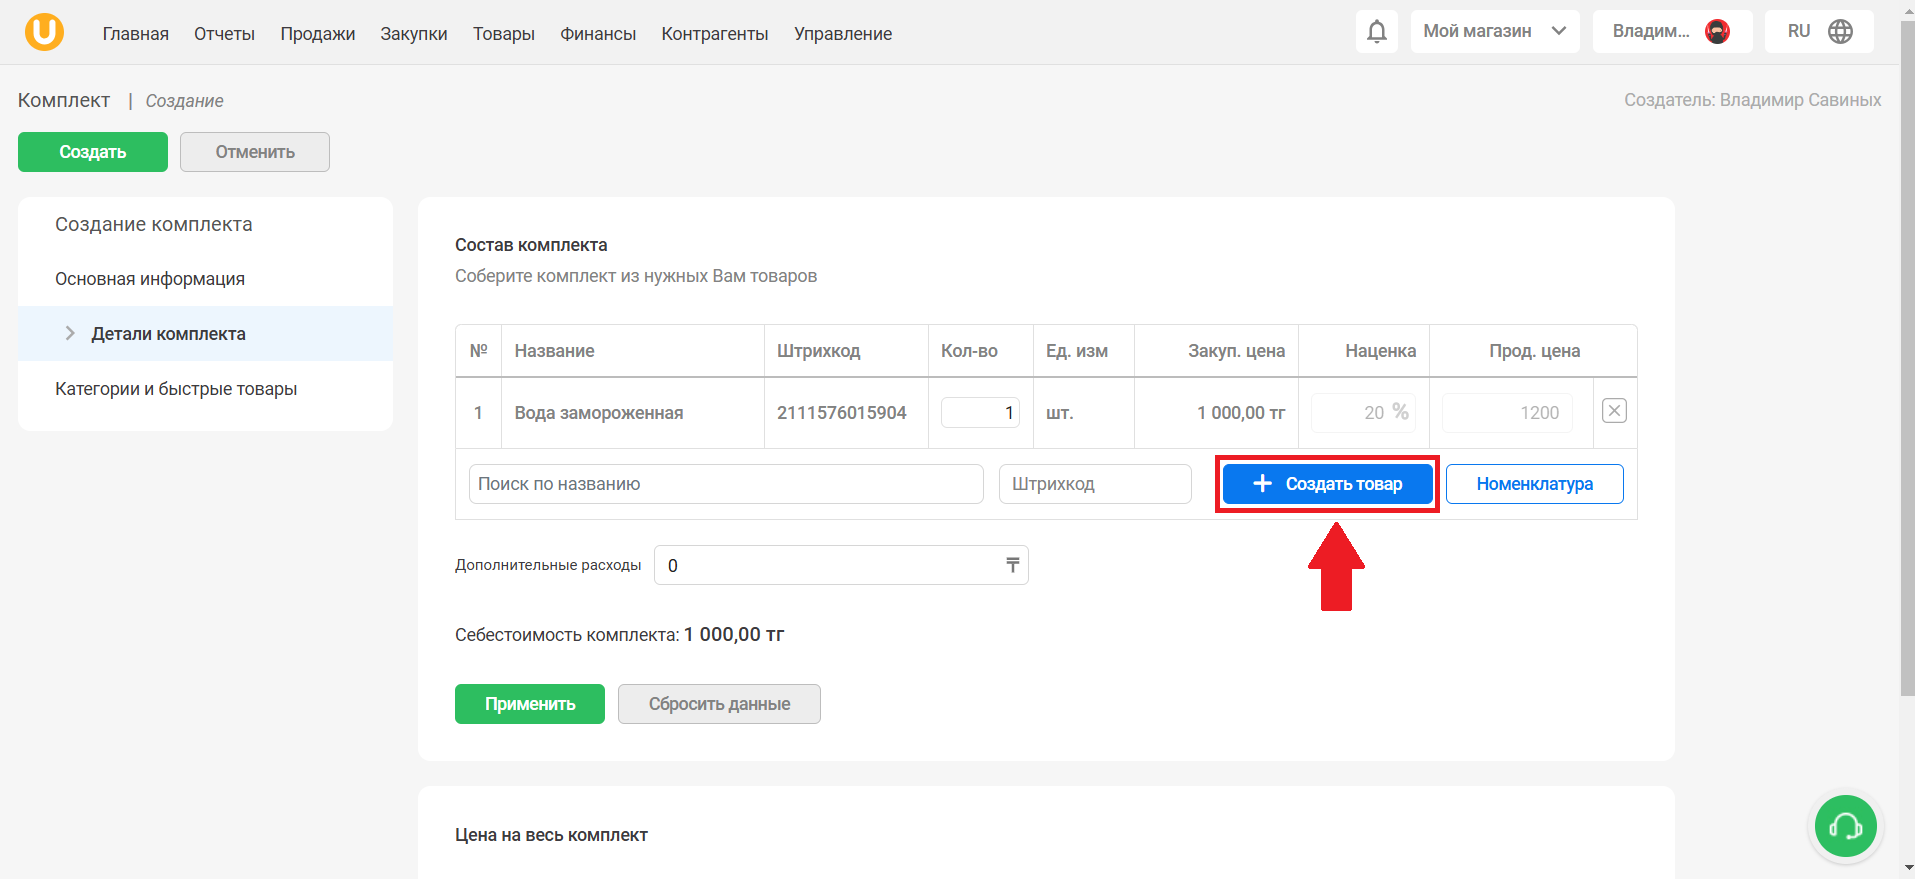 U
Главная Отчеты Продажи Закупки Товары Финансы Контрагенты Управление Мой магазин Владим... RU
Комплект | Создание Создатель: Владимир Савиных
Создать Отменить
Создание комплекта
Основная информация
Детали комплекта
Категории и быстрые товары
Состав комплекта
Соберите комплект из нужных Вам товаров
№ Название Штрихкод Кол-во Ед. изм Закуп. цена Наценка Прод. цена
1 Вода замороженная 2111576015904 1 шт. 1 000,00 тг 20 % 1200
Поиск по названию Штрихкод + Создать товар Номенклатура
Дополнительные расходы 0 ₸
Себестоимость комплекта: 1 000,00 тг
Применить Сбросить данные
Цена на весь комплект